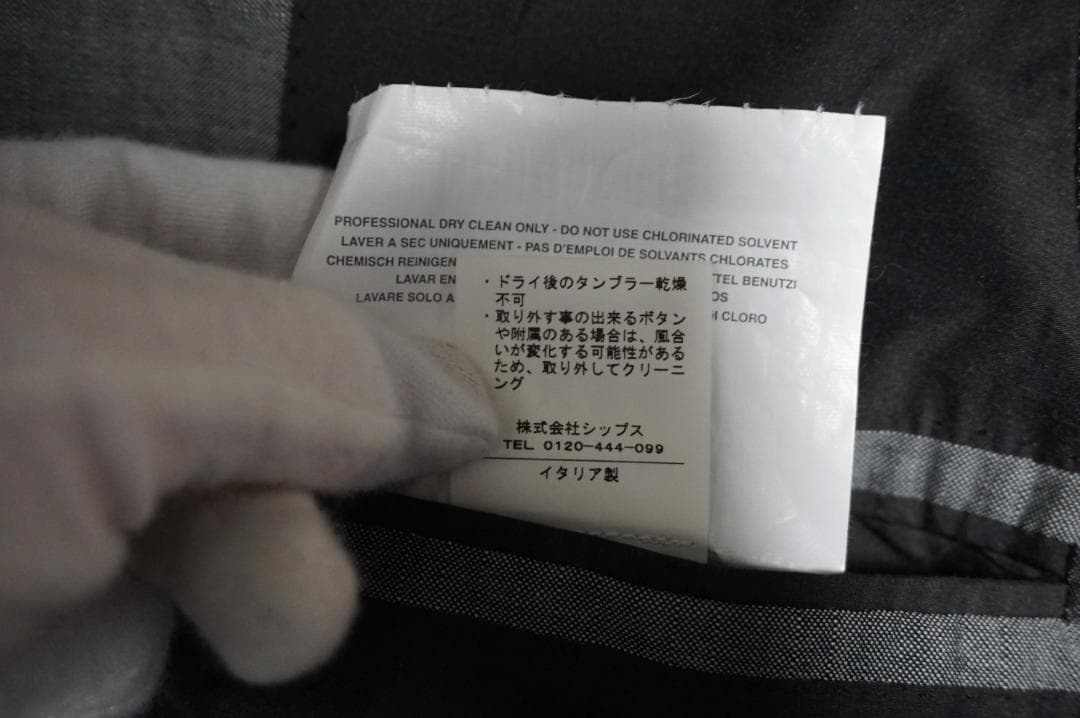 PROFESSIONAL DRY CLEAN ONLY - DO NOT USE CHLORINATED SOLVENT
LAVER A SEC UNIQUEMENT - PAS D'EMPLOI DE SOLVANTS CHLORATES
CHEMISCH REINIGEN
TTEL BENUTZI
LAVAR EN
OS
LAVARE SOLO A
DI CLORO
・ドライ後のタンブラー乾燥
不可
・取り外す事の出来るボタン
や附属のある場合は、風合
いが変化する可能性がある
ため、取り外してクリーニ
ング
株式会社シップス
TEL 0120-444-099
イタリア製